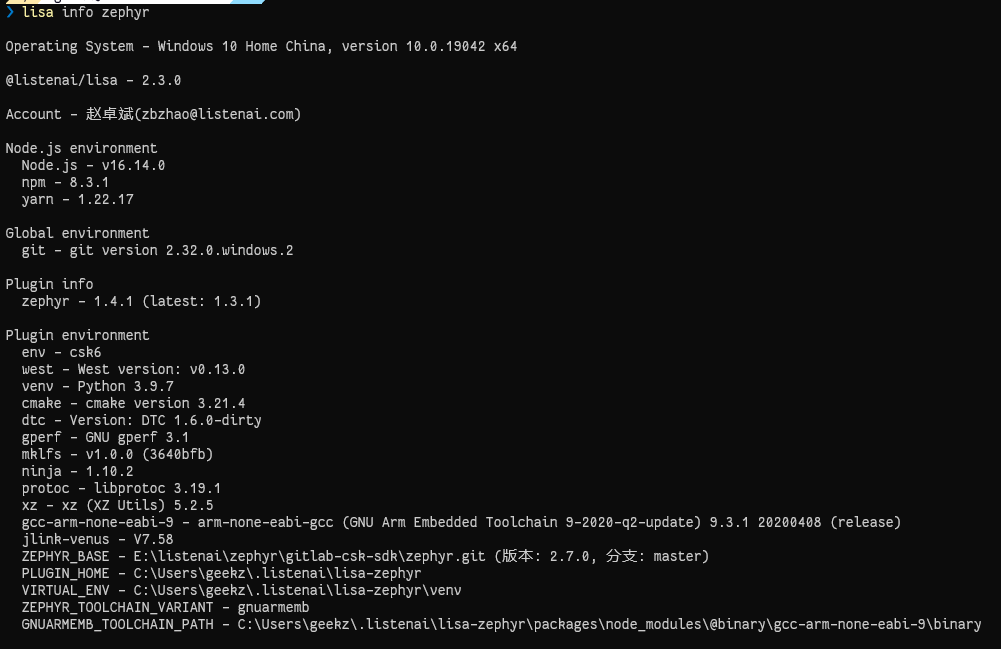 ❯ lisa info zephyr
Operating System - Windows 10 Home China, version 10.0.19042 x64
@listenai/lisa - 2.3.0
Account - 赵卓斌(zbzhao@listenai.com)
Node.js environment
Node.js - v16.14.0
npm - 8.3.1
yarn - 1.22.17
Global environment
git - git version 2.32.0.windows.2
Plugin info
zephyr - 1.4.1 (latest: 1.3.1)
Plugin environment
env - csk6
west - West version: v0.13.0
venv - Python 3.9.7
cmake - cmake version 3.21.4
dtc - Version: DTC 1.6.0-dirty
gperf - GNU gperf 3.1
mklfs - v1.0.0 (3640bfb)
ninja - 1.10.2
protoc - libprotoc 3.19.1
xz - xz (XZ Utils) 5.2.5
gcc-arm-none-eabi-9 - arm-none-eabi-gcc (GNU Arm Embedded Toolchain 9-2020-q2-update) 9.3.1 20200408 (release)
jlink-venus - V7.58
ZEPHYR_BASE - E:\listenai\zephyr\gitlab-csk-sdk\zephyr.git (版本: 2.7.0, 分支: master)
PLUGIN_HOME - C:\Users\geekz\.listenai\lisa-zephyr
VIRTUAL_ENV - C:\Users\geekz\.listenai\lisa-zephyr\venv
ZEPHYR_TOOLCHAIN_VARIANT - gnuarmemb
GNUARMEMB_TOOLCHAIN_PATH - C:\Users\geekz\.listenai\lisa-zephyr\packages\node_modules\@binary\gcc-arm-none-eabi-9\binary